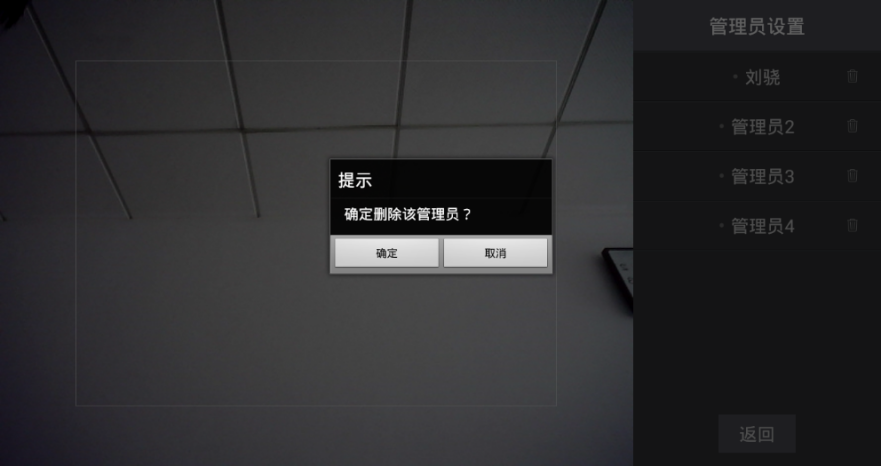 管理员设置
• 刘骁
• 管理员2
• 管理员3
• 管理员4
提示
确定删除该管理员？
确定
取消
返回